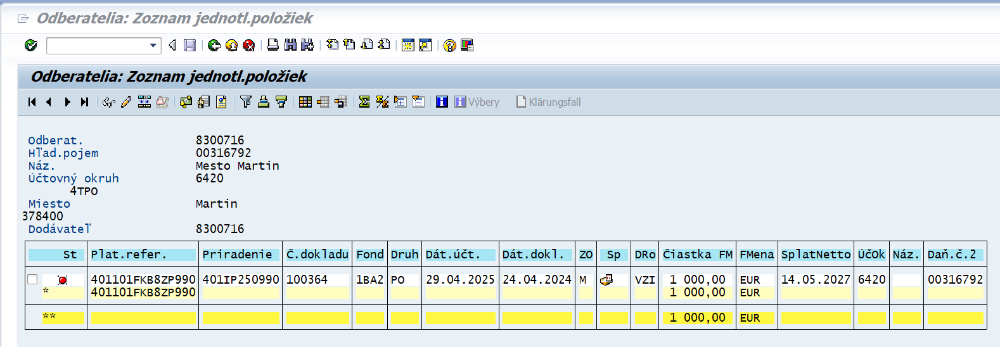 Odberatelia: Zoznam jednotl.položiek
Odberatelia: Zoznam jednotl.položiek
Výbery Klärungsfall
Odberat. 8300716
Hľad.pojem 00316792
Náz. Mesto Martin
Účtovný okruh 6420
4TPO
Miesto Martin
378400
Dodávateľ 8300716
St Plat.refer. Priradenie Č.dokladu Fond Druh Dát.účt. Dát.dokl. ZO Sp DRo Čiastka FM FMena SplatNetto ÚčOk Náz. Daň.č.2
401101FKB8ZP990 401IP250990 100364 1BA2 PO 29.04.2025 24.04.2024 M VZI 1 000,00 EUR 14.05.2027 6420 00316792
* 401101FKB8ZP990 1 000,00 EUR
** 1 000,00 EUR